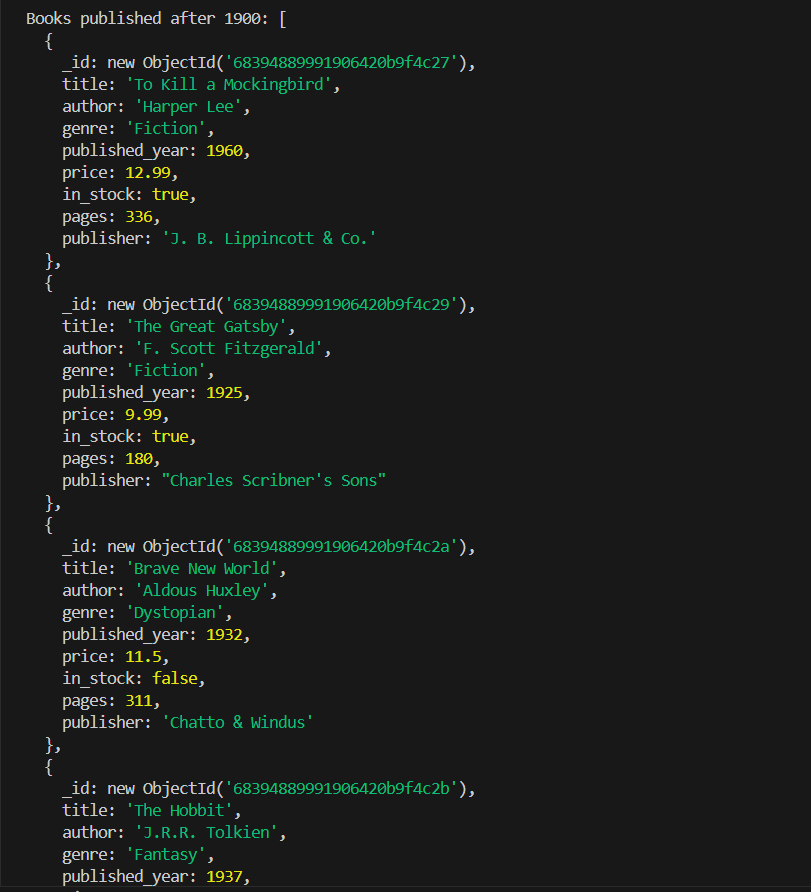 Books published after 1900: [
  {
    _id: new ObjectId('68394889991906420b9f4c27'),
    title: 'To Kill a Mockingbird',
    author: 'Harper Lee',
    genre: 'Fiction',
    published_year: 1960,
    price: 12.99,
    in_stock: true,
    pages: 336,
    publisher: 'J. B. Lippincott & Co.'
  },
  {
    _id: new ObjectId('68394889991906420b9f4c29'),
    title: 'The Great Gatsby',
    author: 'F. Scott Fitzgerald',
    genre: 'Fiction',
    published_year: 1925,
    price: 9.99,
    in_stock: true,
    pages: 180,
    publisher: "Charles Scribner's Sons"
  },
  {
    _id: new ObjectId('68394889991906420b9f4c2a'),
    title: 'Brave New World',
    author: 'Aldous Huxley',
    genre: 'Dystopian',
    published_year: 1932,
    price: 11.5,
    in_stock: false,
    pages: 311,
    publisher: 'Chatto & Windus'
  },
  {
    _id: new ObjectId('68394889991906420b9f4c2b'),
    title: 'The Hobbit',
    author: 'J.R.R. Tolkien',
    genre: 'Fantasy',
    published_year: 1937,